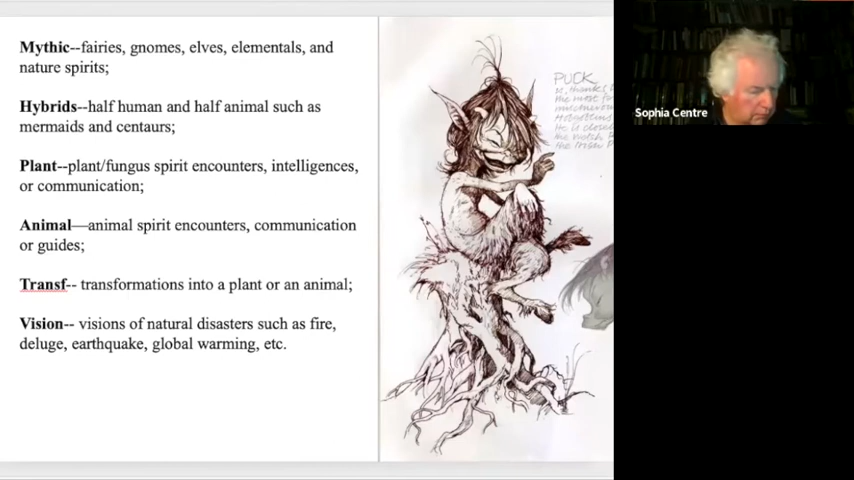 Mythic--fairies, gnomes, elves, elementals, and
nature spirits;
Hybrids--half human and half animal such as
mermaids and centaurs;
Plant--plant/fungus spirit encounters, intelligences,
or communication;
Animal—animal spirit encounters, communication
or guides;
Transf-- transformations into a plant or an animal;
Vision-- visions of natural disasters such as fire,
deluge, earthquake, global warming, etc.
PUCK
the most
the
Sophia Centre